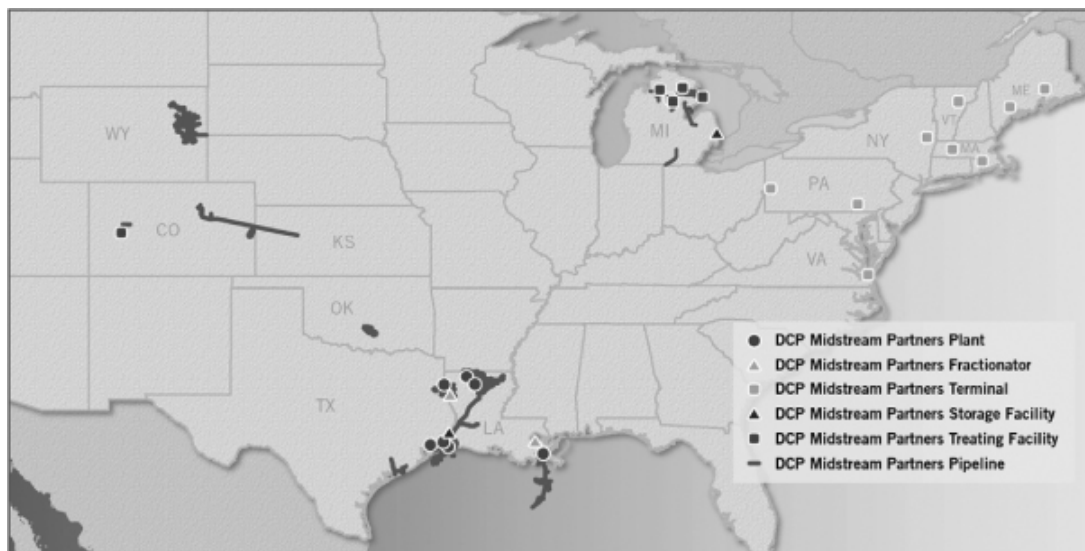 ME
VT
WY
MI
NY
MA
PA
CO
KS
VA
OK
TX
LA
DCP Midstream Partners Plant
DCP Midstream Partners Fractionator
DCP Midstream Partners Terminal
DCP Midstream Partners Storage Facility
DCP Midstream Partners Treating Facility
DCP Midstream Partners Pipeline